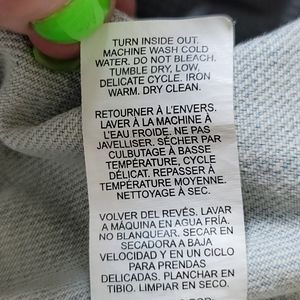 TURN INSIDE OUT.
MACHINE WASH COLD
WATER. DO NOT BLEACH.
TUMBLE DRY, LOW,
DELICATE CYCLE. IRON
WARM. DRY CLEAN.
RETOURNER À L'ENVERS.
LAVER À LA MACHINE À
L'EAU FROIDE. NE PAS
JAVELLISER. SÉCHER PAR
CULBUTAGE À BASSE
TEMPÉRATURE, CYCLE
DÉLICAT. REPASSER À
TEMPÉRATURE MOYENNE.
NETTOYAGE À SEC.
VOLVER DEL REVÉS. LAVAR
A MÁQUINA EN AGUA FRÍA.
NO BLANQUEAR. SECAR EN
SECADORA A BAJA
VELOCIDAD Y EN UN CICLO
PARA PRENDAS
DELICADAS. PLANCHAR EN
TIBIO. LIMPIAR EN SECO.